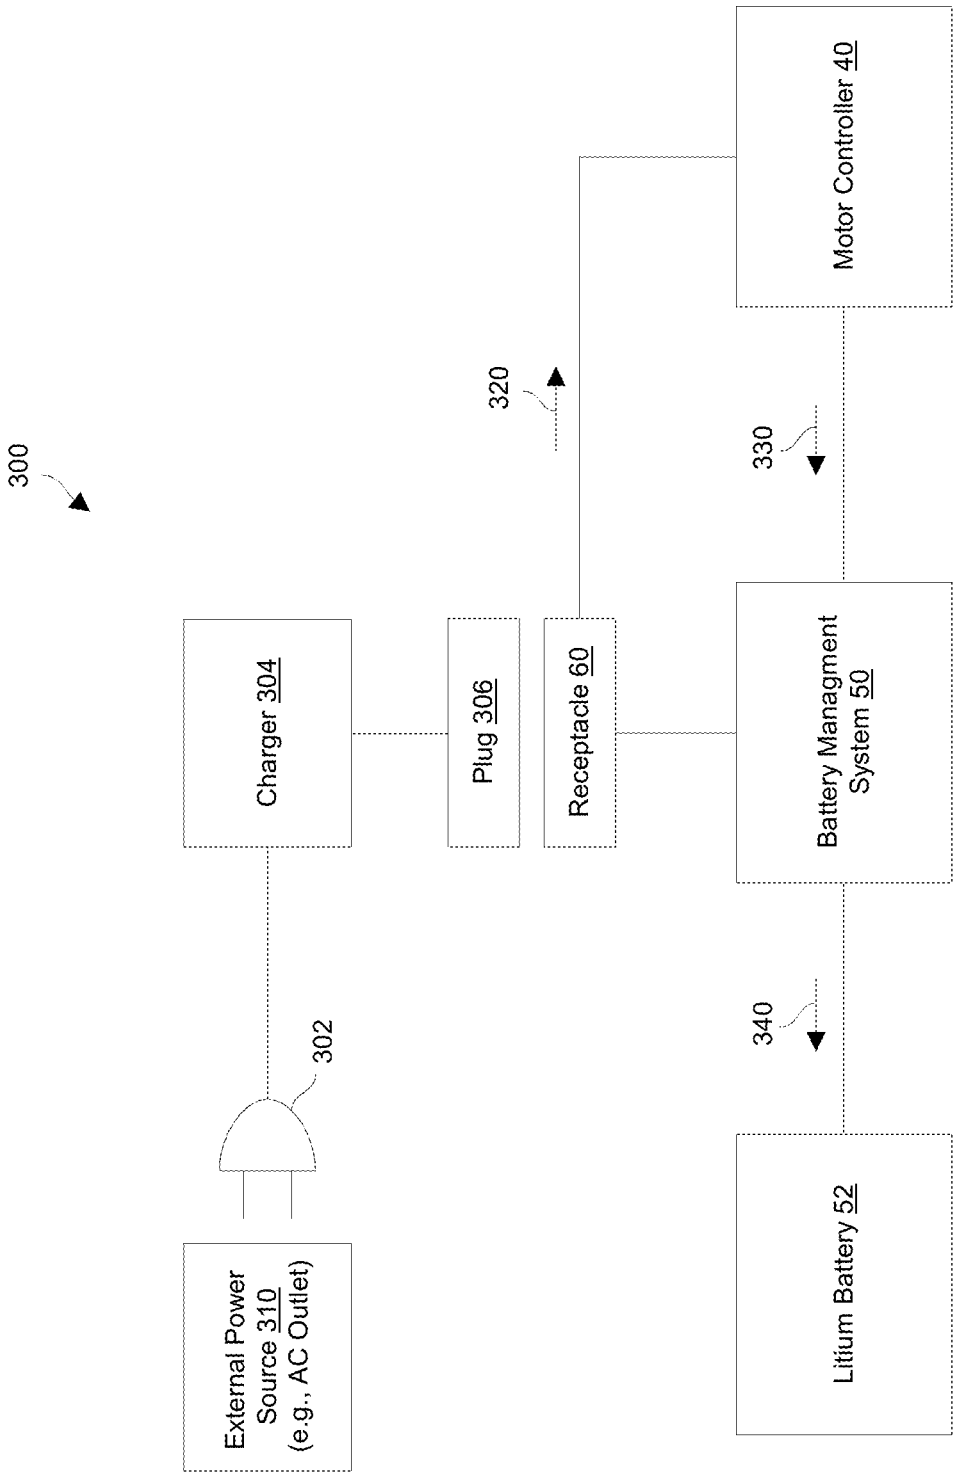 300
External Power
Source 310
(e.g., AC Outlet)
302
Charger 304
Plug 306
Receptacle 60
320
Litium Battery 52
340
Battery Managment
System 50
330
Motor Controller 40